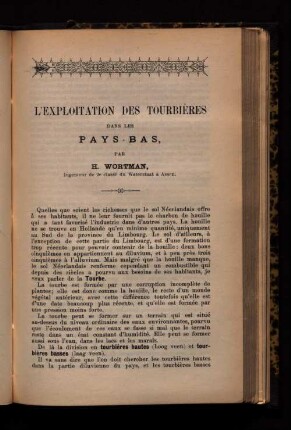 L'EXPLOITATION DES TOURBIÈRES
DANS LES
PAYS-BAS,
PAR
H. WORTMAN,
Ingénieur de 1e classe du Waterstaat à Assen.
Quelles que soient les richesses que le sol Néerlandais offre
à ses habitants, il ne leur fournit pas le charbon de houille
qui a tant favorisé l'industrie dans d'autres pays. La houille
ne se trouve en Hollande qu'en minime quantité, uniquement
au Sud de la province de Limbourg. Le sol d'ailleurs, à
l'exception de cette partis du Limbourg, est d'une formation
trop récente pour pouvoir contenir de la houille: deux bons
cinquièmes en appartiennent au diluvium, et à peu près trois
cinquièmes à l'alluvium. Mais malgré que la houille manque,
le sol Néerlandais renferme cependant un combustible qui
depuis des siècles a pourvu aux besoins de ses habitants, je
veux parler de la Tourbe.
La tourbe est formée par une corruption incomplète de
plantes; elle est donc comme la houille, le reste d'un monde
végétal antérieur, avec cette différence toutefois qu'elle est
d'une date beaucoup plus récente, et qu'elle est formée par
une pression moins forte.
La tourbe peut se former sur un terrain qui est situé
au-dessus du niveau ordinaire des eaux environnantes, pourvu
que l'écoulement de ces eaux se fasse si mal que le terrain
reste dans un état constant d'humidité. Elle peut se former
aussi sous l'eau, dans les lacs et les marais.
De là la division en tourbières hautes (hoog veen) et tour-
bières basses (laag veen).
Il va sans dire que l'on doit chercher les tourbières hautes
dans la partie diluvienne du pays, et les tourbières basses